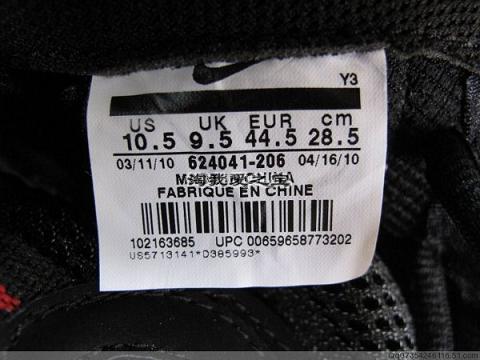 Y3
US UK EUR cm
10.5 9.5 44.5 28.5
03/11/10 624041-206 04/16/10
FABRIQUE EN CHINE
102163685 UPC 00659658773202
US5713141*D385993*